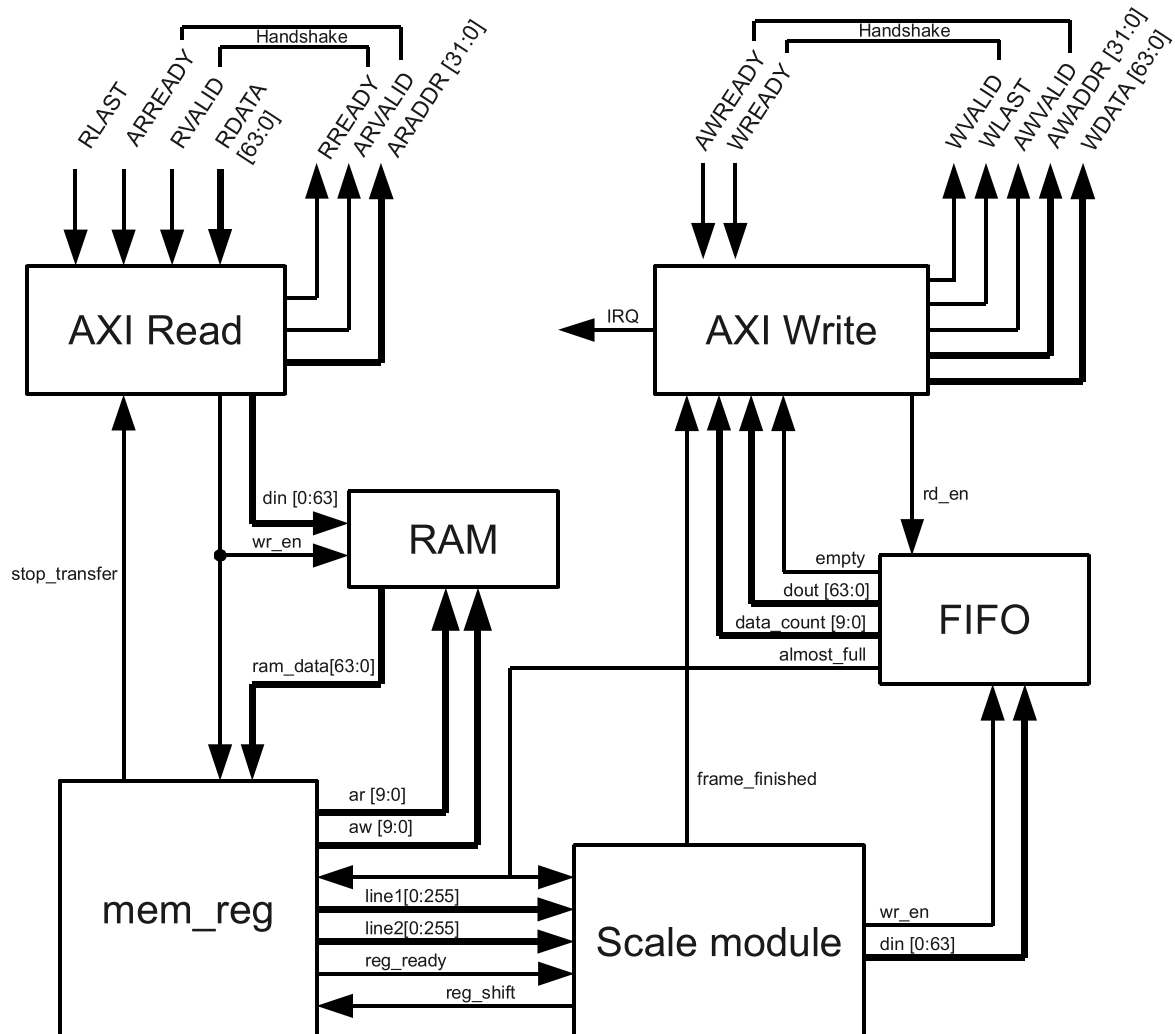 Handshake
Handshake
RLAST
ARREADY
RVALID
RDATA
[63:0]
RREADY
ARVALID
ARADDR [31:0]
AWREADY
WREADY
WVALID
WLAST
AWVALID
AWADDR [31:0]
WDATA [63:0]
AXI Read
IRQ
AXI Write
din [0:63]
wr_en
RAM
rd_en
stop_transfer
empty
dout [63:0]
data_count [9:0]
almost_full
FIFO
ram_data[63:0]
frame_finished
ar [9:0]
aw [9:0]
mem_reg
line1[0:255]
line2[0:255]
reg_ready
reg_shift
Scale module
wr_en
din [0:63]